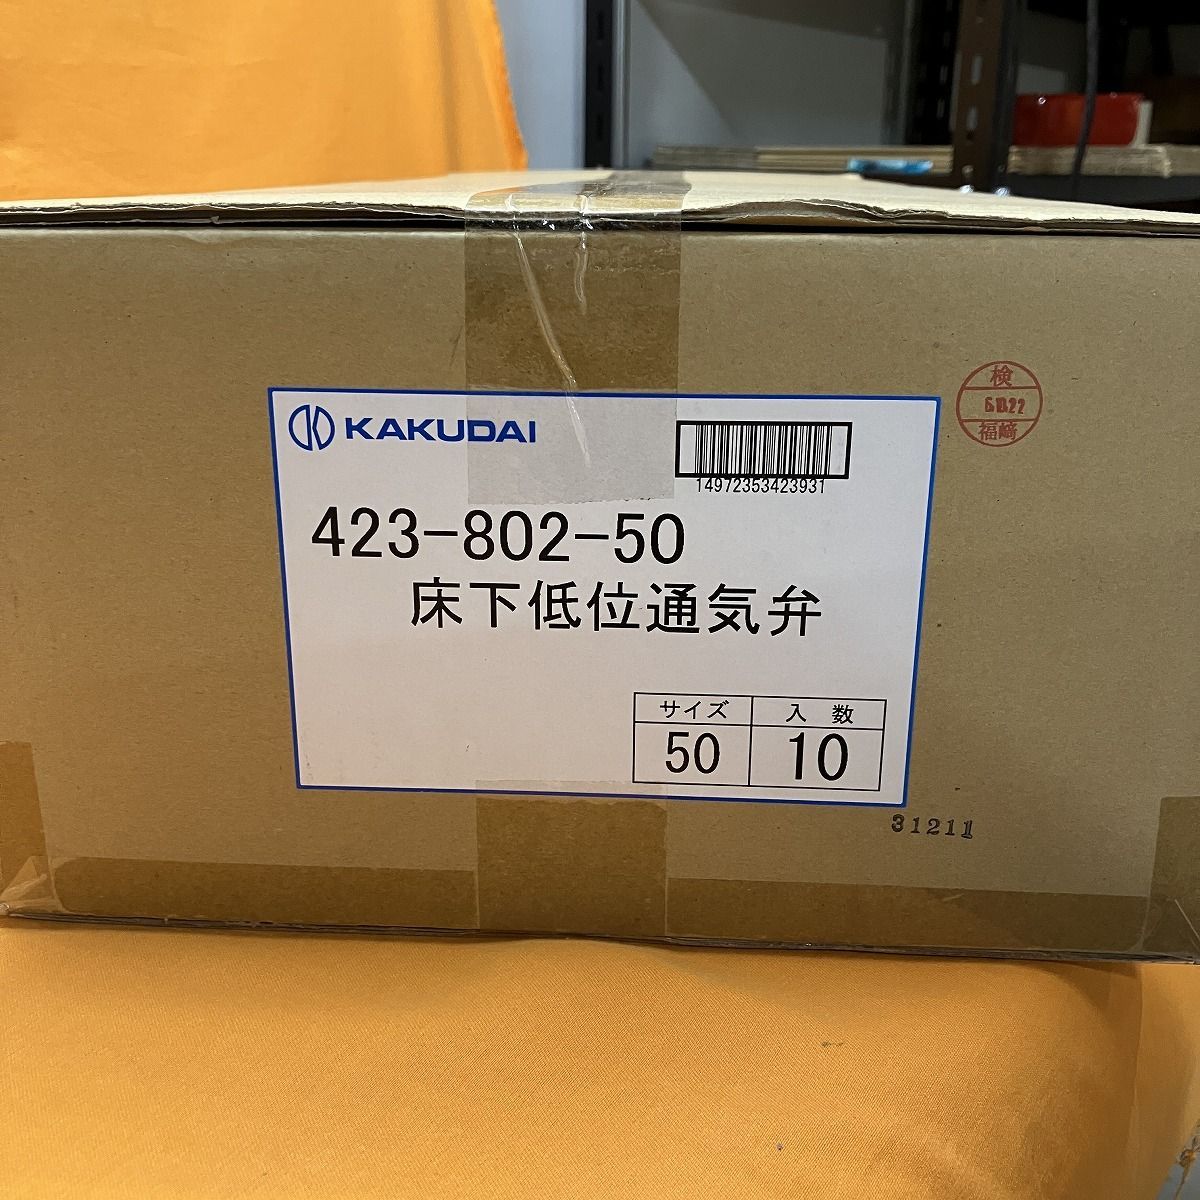 KAKUDAI
14972353423931
423-802-50
床下低位通気弁
サイズ 入数
50 10
検
福﨑
31211